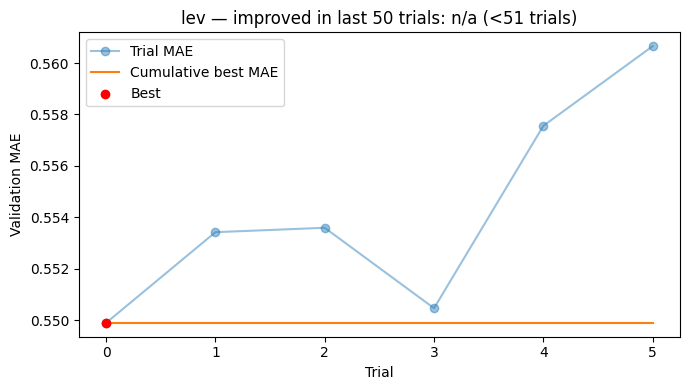 lev — improved in last 50 trials: n/a (<51 trials)
Trial MAE
Cumulative best MAE
Best
Validation MAE
0.560
0.558
0.556
0.554
0.552
0.550
0 1 2 3 4 5
Trial